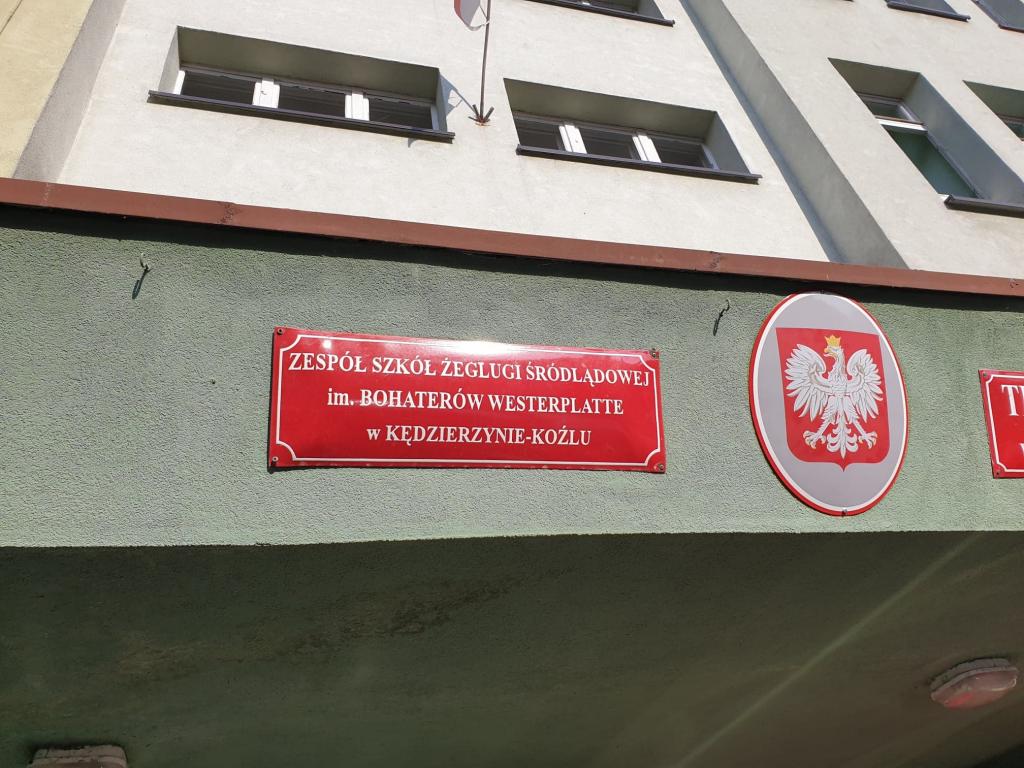 ZESPÓŁ SZKÓŁ ŻEGLUGI ŚRÓDLĄDOWEJ
im. BOHATERÓW WESTERPLATTE
w KĘDZIERZYNIE-KOŹLU